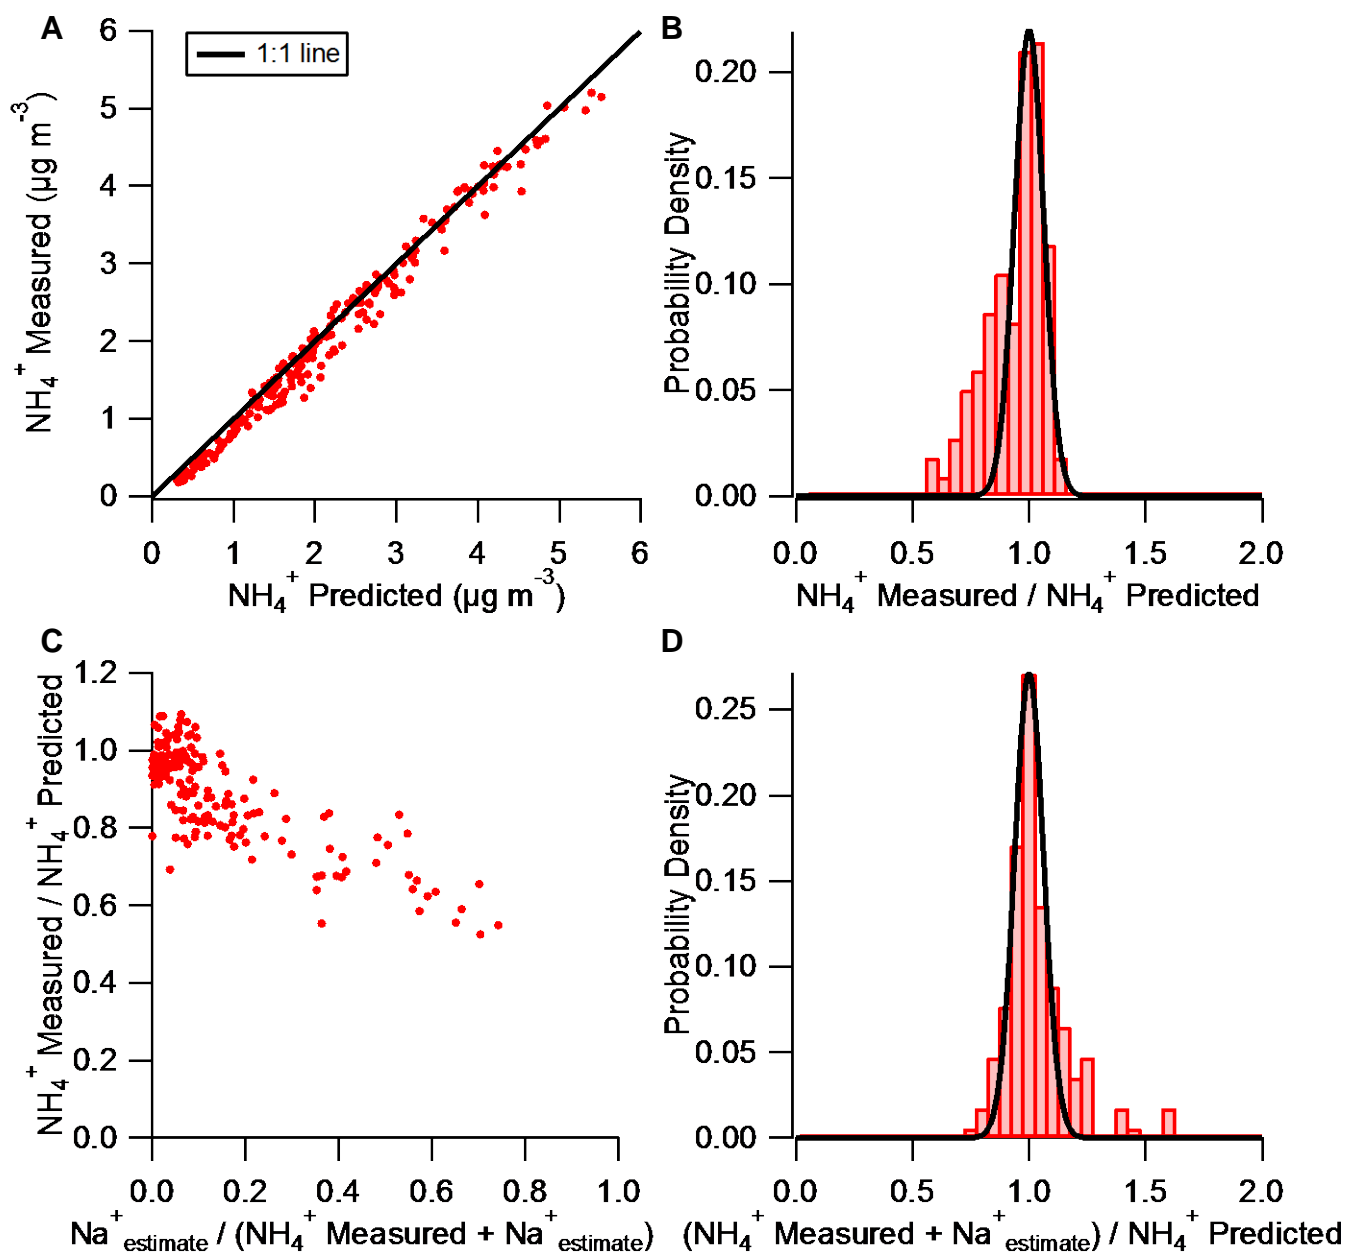 A
6
5
4
3
2
1
0
NH₄⁺ Measured (µg m⁻³)
1:1 line
0 1 2 3 4 5 6
NH₄⁺ Predicted (µg m⁻³)
B
0.20
0.15
0.10
0.05
0.00
Probability Density
0.0 0.5 1.0 1.5 2.0
NH₄⁺ Measured / NH₄⁺ Predicted
C
1.2
1.0
0.8
0.6
0.4
0.2
0.0
NH₄⁺ Measured / NH₄⁺ Predicted
0.0 0.2 0.4 0.6 0.8 1.0
Na⁺estimate / (NH₄⁺ Measured + Na⁺estimate)
D
0.25
0.20
0.15
0.10
0.05
0.00
Probability Density
0.0 0.5 1.0 1.5 2.0
(NH₄⁺ Measured + Na⁺estimate) / NH₄⁺ Predicted